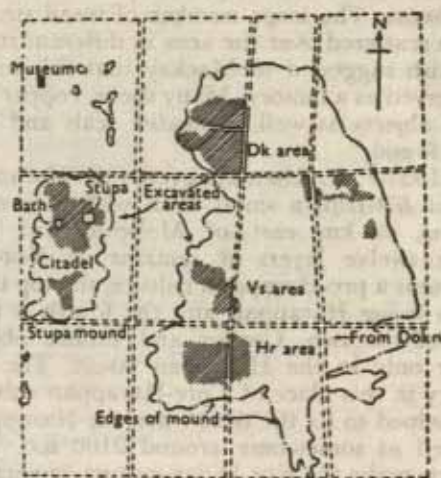 N
Museum
Dk area
Stupa
Excavated
areas
Bath
Citadel
Vs area
Stupa mound
Hr area
From Dokri
Edges of mound